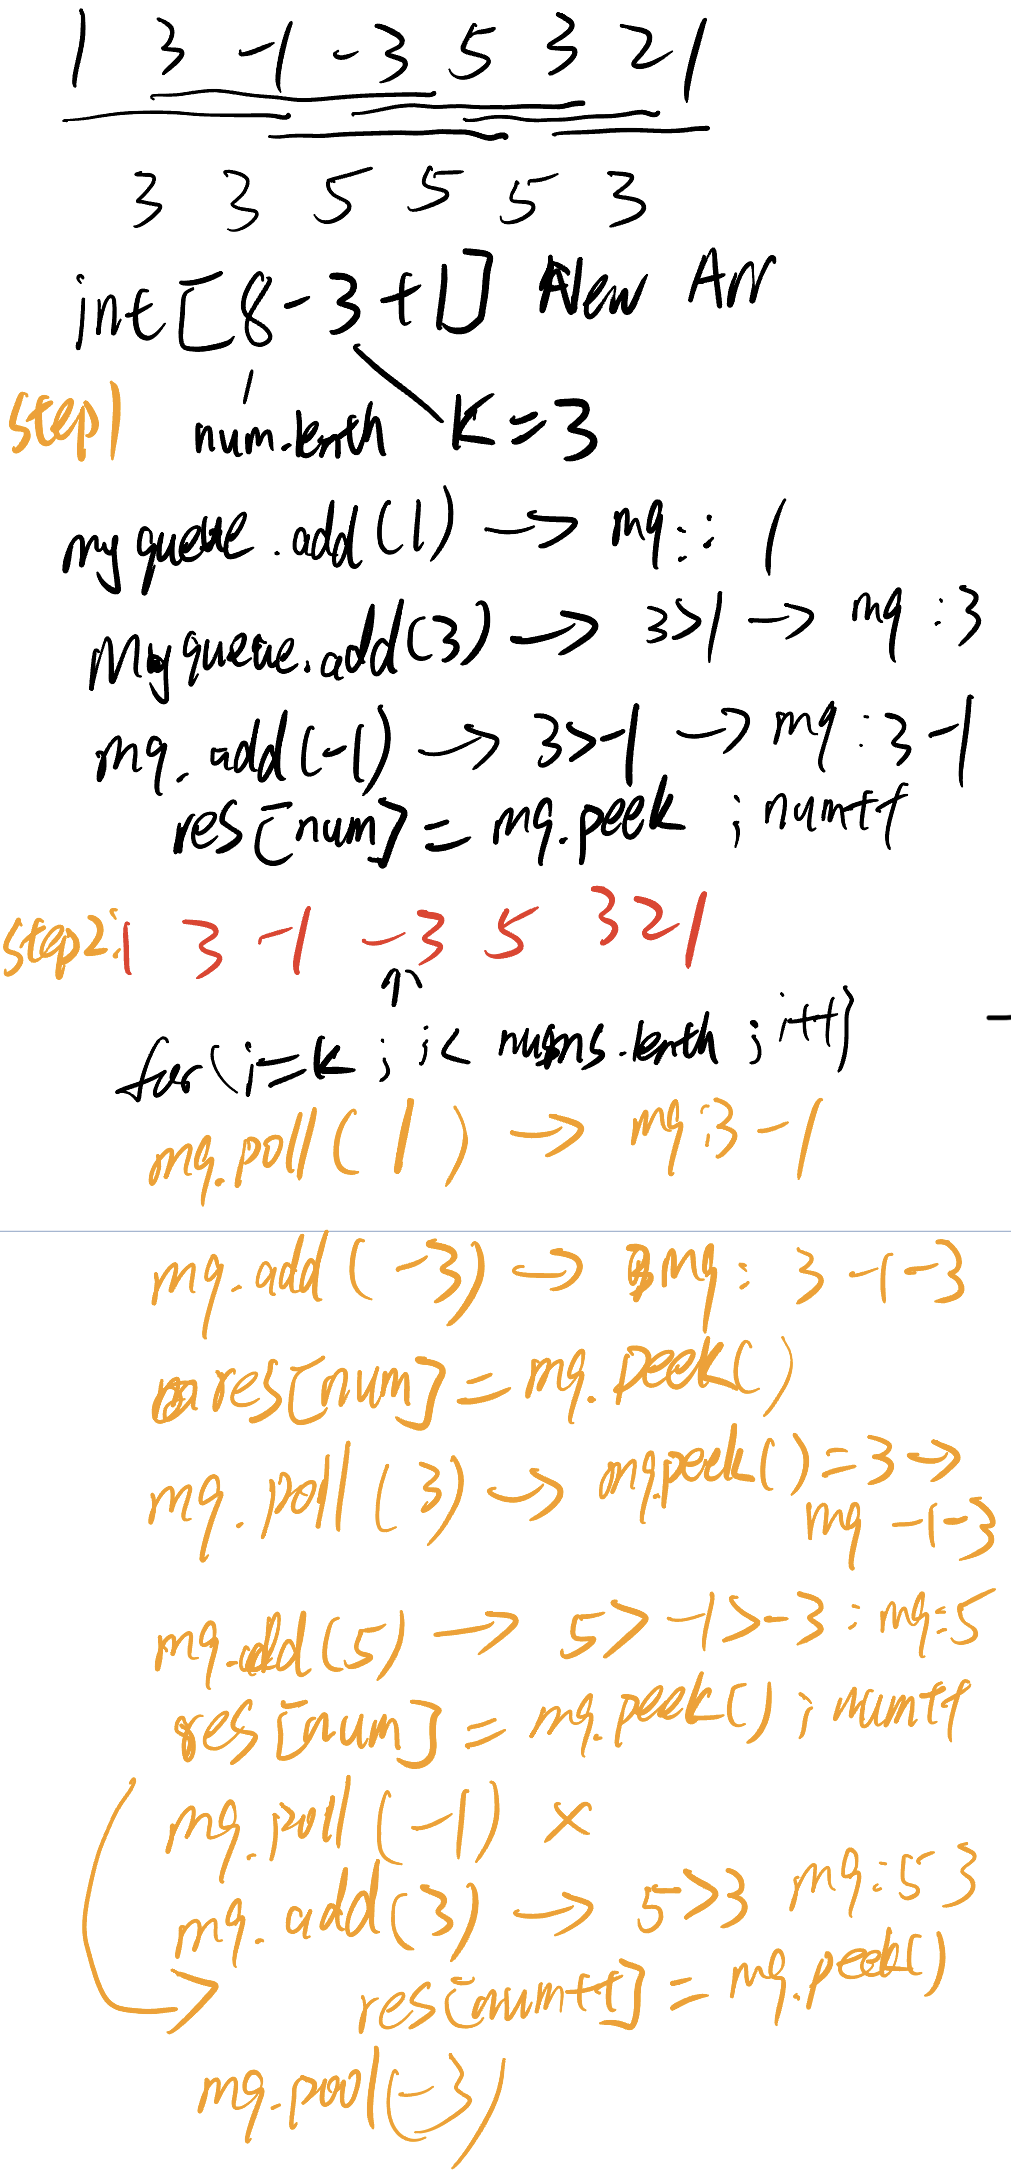 1 3 -1 -3 5 3 2 1
3 3 5 5 5 3
int [8-3+1] New Arr
step1 num.lenth K=3
myqueue.add(1) -> mq: : 1
Myqueue.add(3) -> 3>1 -> mq : 3
mq.add(-1) -> 3>-1 -> mq : 3 -1
res[num] = mq.peek ; num++
step2: 1 3 -1 -3 5 3 2 1
↑
for(i=k ; i< nums.lenth ; i++)
mq.poll(1) -> mq:3 -1
mq.add(-3) -> mq: 3 -1 -3
res[num] = mq.peek()
mq.poll(3) -> mq.peek()=3 ->
mq -1-3
mq.add(5) -> 5>-1>-3 : mq:5
res[num] = mq.peek() ; num++
mq.poll(-1) ×
mq.add(3) -> 5>3 mq:5 3
res[num++] = mq.peek()
mq.pool(-3)